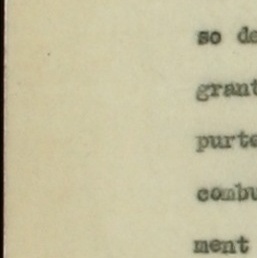 so de
grant
purte
combu
ment